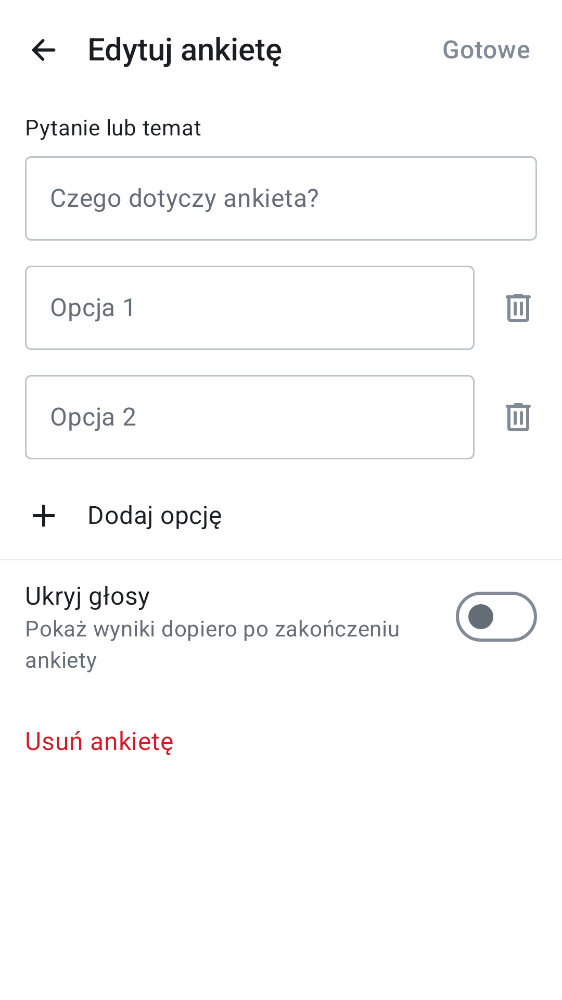 Edytuj ankietę
Gotowe
Pytanie lub temat
Czego dotyczy ankieta?
Opcja 1
Opcja 2
Dodaj opcję
Ukryj głosy
Pokaż wyniki dopiero po zakończeniu
ankiety
Usuń ankietę